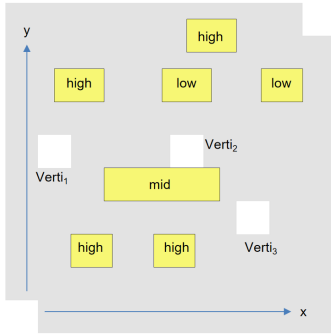 y
high
high
low
low
Verti₂
Verti₁
mid
high
high
Verti₃
x